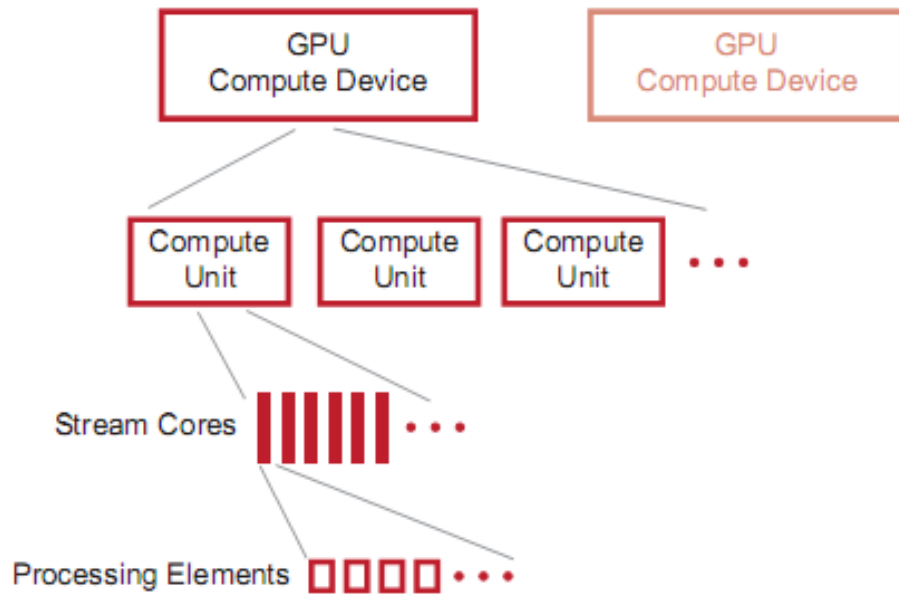 GPU
Compute Device
GPU
Compute Device
Compute
Unit
Compute
Unit
Compute
Unit
Stream Cores
Processing Elements